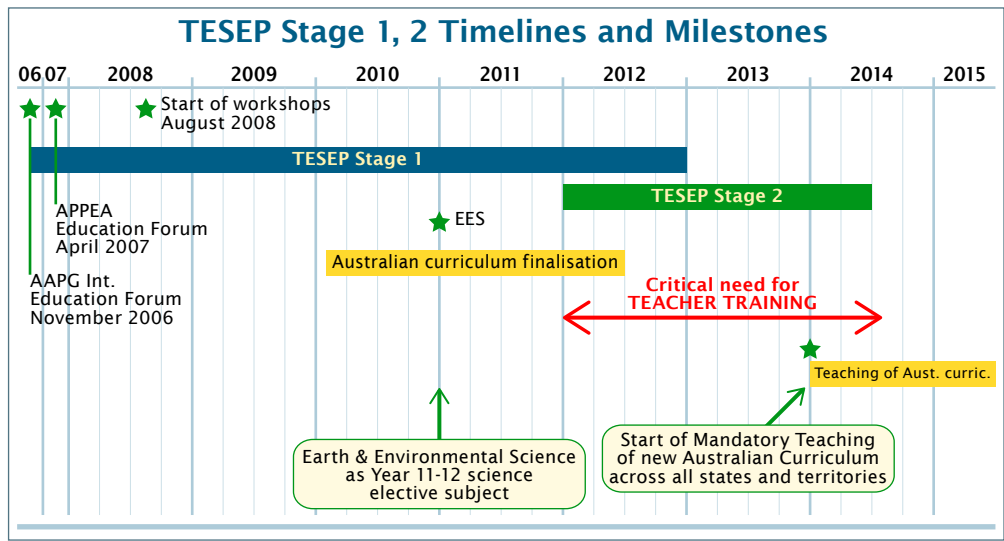 TESEP Stage 1, 2 Timelines and Milestones
06 07 2008 2009 2010 2011 2012 2013 2014 2015
Start of workshops
August 2008
TESEP Stage 1
TESEP Stage 2
APPEA
Education Forum
April 2007
EES
Australian curriculum finalisation
AAPG Int.
Education Forum
November 2006
Critical need for
TEACHER TRAINING
Teaching of Aust. curric.
Earth & Environmental Science
as Year 11-12 science
elective subject
Start of Mandatory Teaching
of new Australian Curriculum
across all states and territories